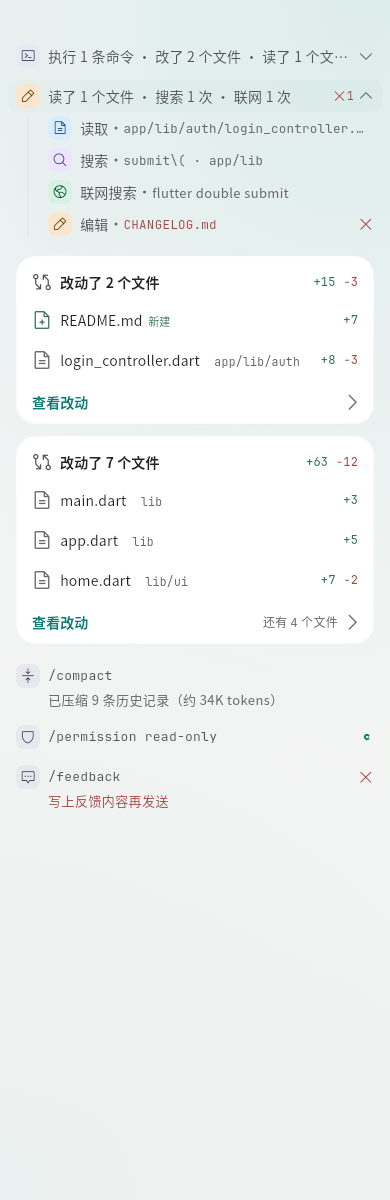 执行 1 条命令 · 改了 2 个文件 · 读了 1 个文…
读了 1 个文件 · 搜索 1 次 · 联网 1 次 ×1
读取 · app/lib/auth/login_controller.…
搜索 · submit\( · app/lib
联网搜索 · flutter double submit
编辑 · CHANGELOG.md
改动了 2 个文件 +15 -3
README.md 新建 +7
login_controller.dart app/lib/auth +8 -3
查看改动
改动了 7 个文件 +63 -12
main.dart lib +3
app.dart lib +5
home.dart lib/ui +7 -2
查看改动 还有 4 个文件
/compact
已压缩 9 条历史记录（约 34K tokens）
/permission read-only
/feedback
写上反馈内容再发送